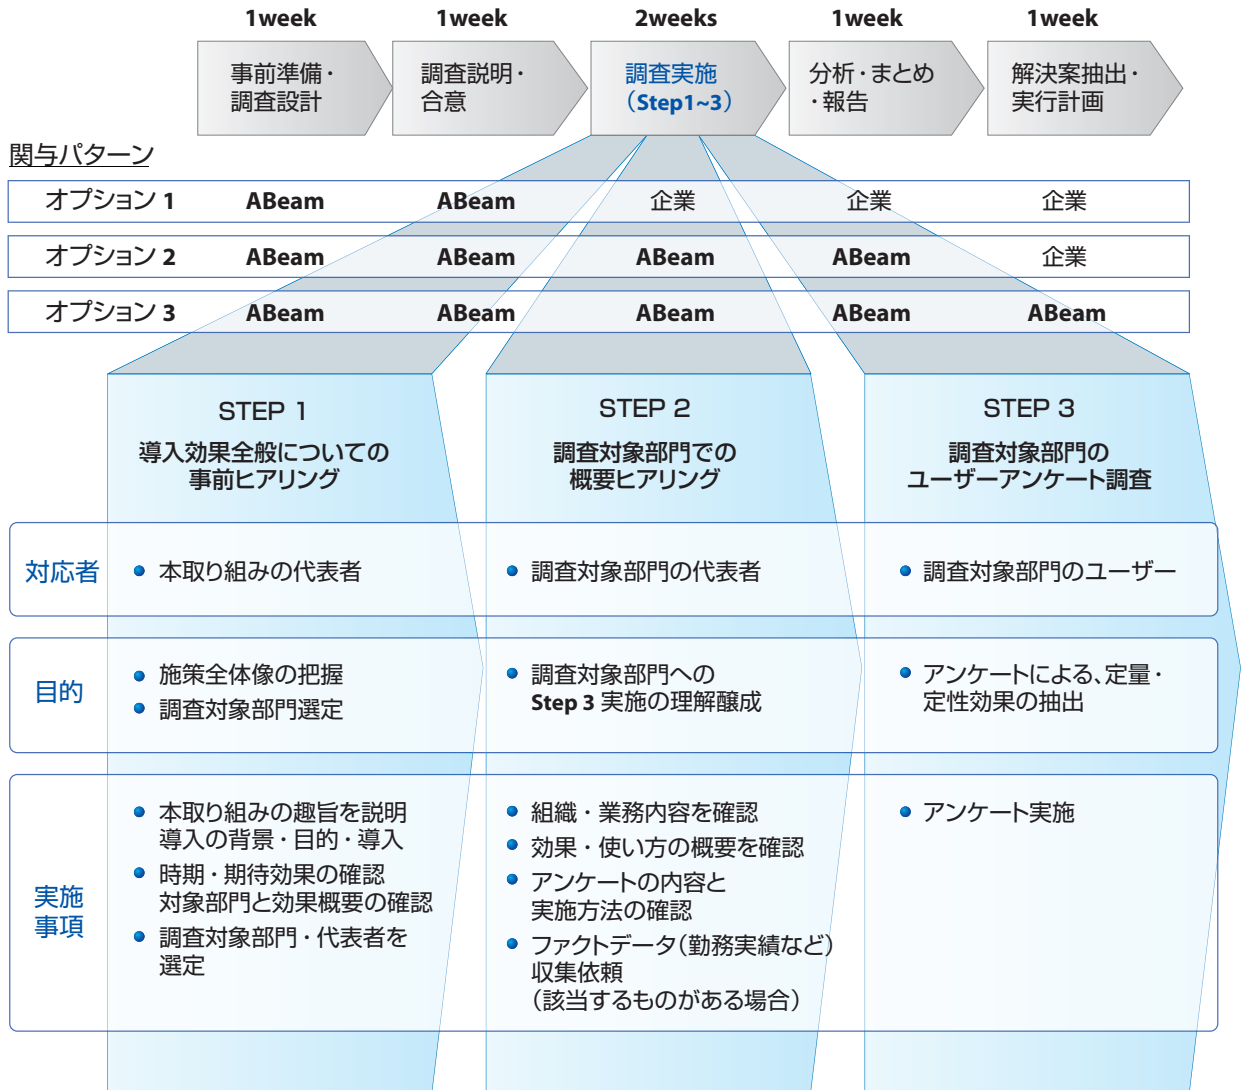 1week 1week 2weeks 1week 1week
事前準備・
調査設計
調査説明・
合意
調査実施
（Step1~3）
分析・まとめ
・報告
解決案抽出・
実行計画
関与パターン
オプション 1 ABeam ABeam 企業 企業 企業
オプション 2 ABeam ABeam ABeam ABeam 企業
オプション 3 ABeam ABeam ABeam ABeam ABeam
STEP 1
導入効果全般についての
事前ヒアリング
STEP 2
調査対象部門での
概要ヒアリング
STEP 3
調査対象部門の
ユーザーアンケート調査
対応者
● 本取り組みの代表者
● 調査対象部門の代表者
● 調査対象部門のユーザー
目的
● 施策全体像の把握
● 調査対象部門選定
● 調査対象部門への
Step 3 実施の理解醸成
● アンケートによる、定量・
定性効果の抽出
実施
事項
● 本取り組みの趣旨を説明
導入の背景・目的・導入
● 時期・期待効果の確認
対象部門と効果概要の確認
● 調査対象部門・代表者を
選定
● 組織・業務内容を確認
● 効果・使い方の概要を確認
● アンケートの内容と
実施方法の確認
● ファクトデータ（勤務実績など）
収集依頼
（該当するものがある場合）
● アンケート実施